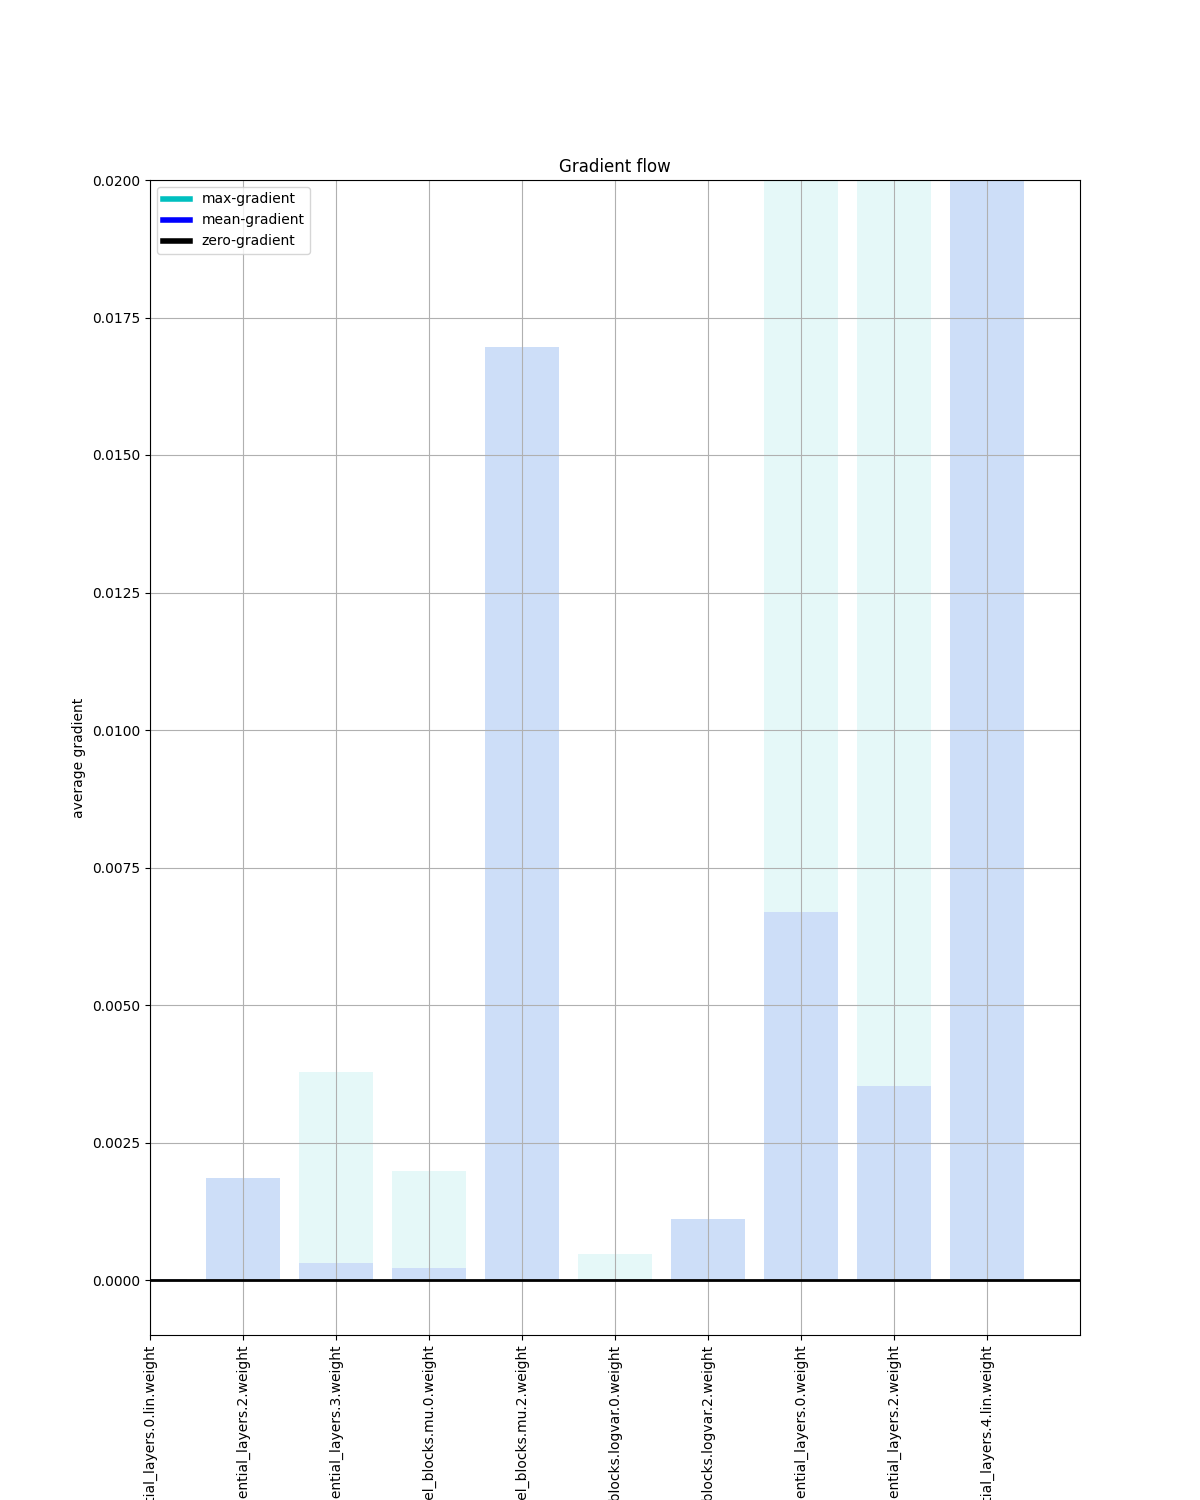 Gradient flow
max-gradient
mean-gradient
zero-gradient
0.0200
0.0175
0.0150
0.0125
0.0100
0.0075
0.0050
0.0025
0.0000
average gradient
tial_layers.0.lin.weight
ential_layers.2.weight
ential_layers.3.weight
el_blocks.mu.0.weight
el_blocks.mu.2.weight
blocks.logvar.0.weight
blocks.logvar.2.weight
ential_layers.0.weight
ential_layers.2.weight
tial_layers.4.lin.weight